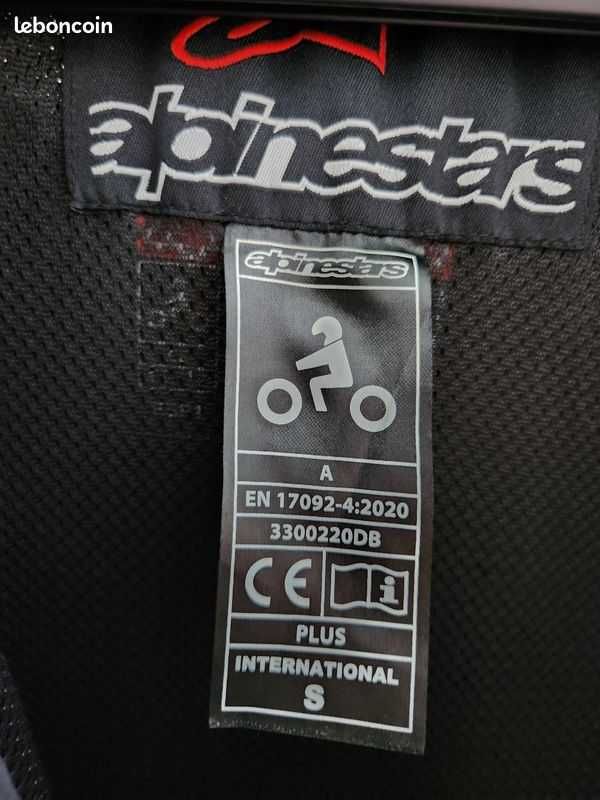 leboncoin
alpinestars
alpinestars
A
EN 17092-4:2020
3300220DB
CE
i
PLUS
INTERNATIONAL
S